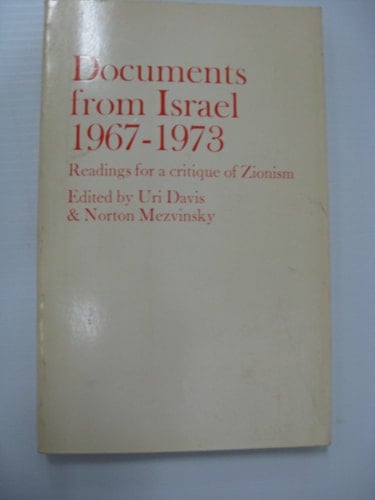 Documents
from Israel
1967-1973
Readings for a critique of Zionism
Edited by Uri Davis
& Norton Mezvinsky